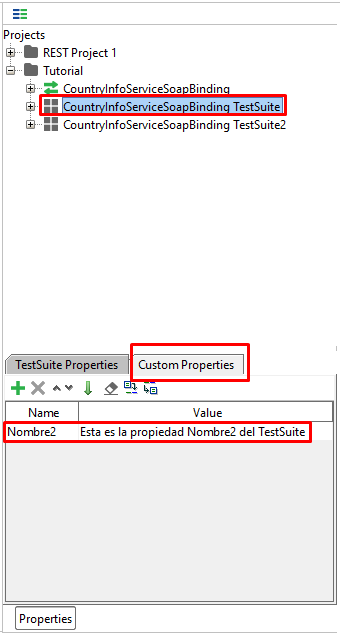 Projects
REST Project 1
Tutorial
CountryInfoServiceSoapBinding
CountryInfoServiceSoapBinding TestSuite
CountryInfoServiceSoapBinding TestSuite2
TestSuite Properties Custom Properties
Name Value
Nombre2 Esta es la propiedad Nombre2 del TestSuite
Properties